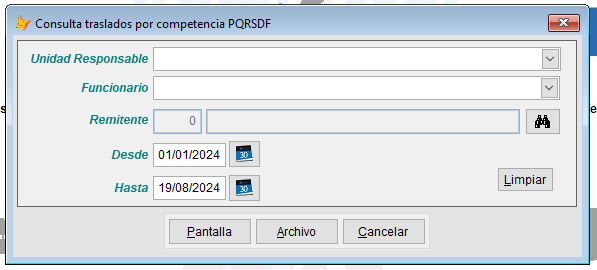 Consulta traslados por competencia PQRSDF
Unidad Responsable
Funcionario
Remitente 0
Desde 01/01/2024 30
Hasta 19/08/2024 30
Limpiar
Pantalla Archivo Cancelar